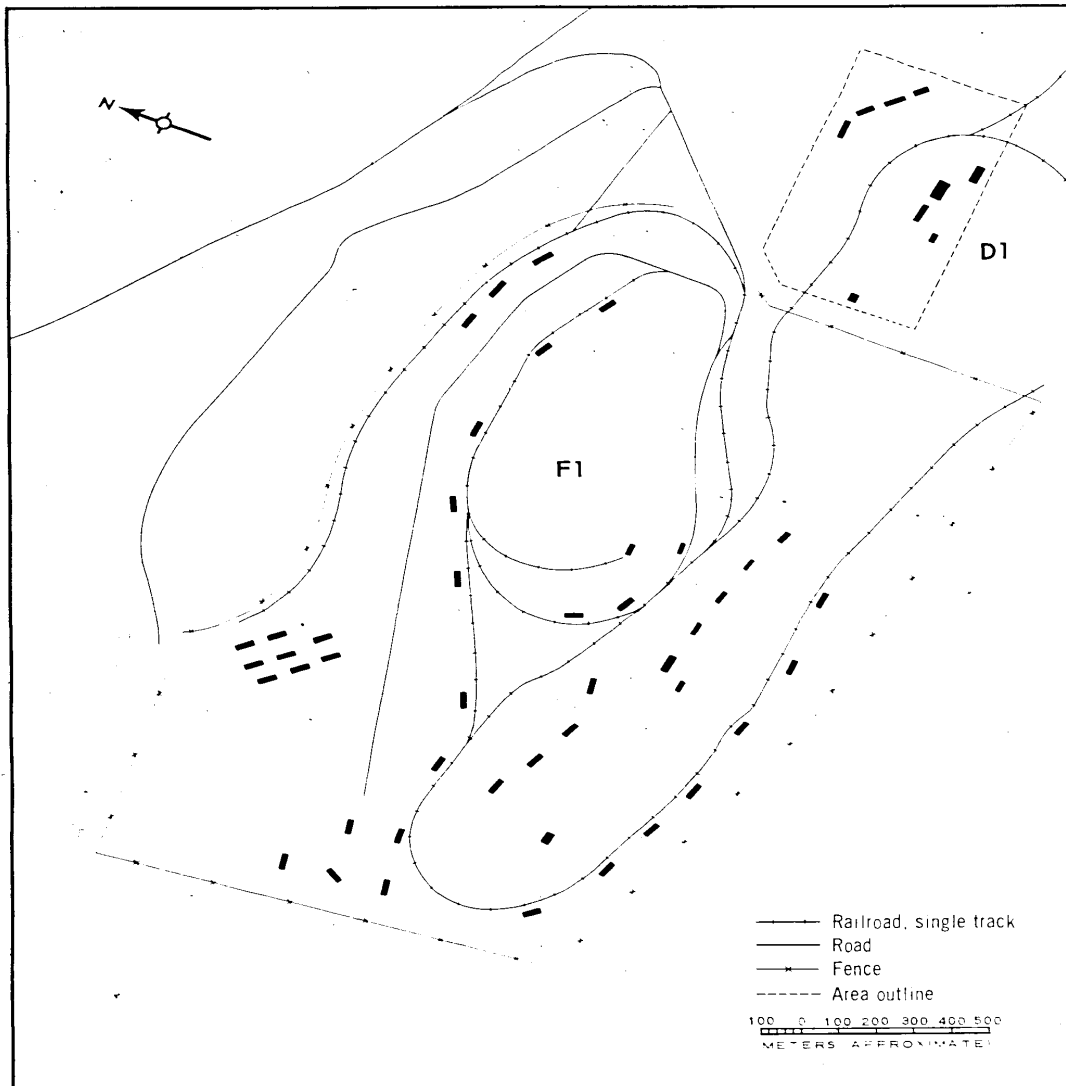 N
D1
F1
Railroad, single track
Road
Fence
Area outline
100 0 100 200 300 400 500
METERS APPROXIMATE